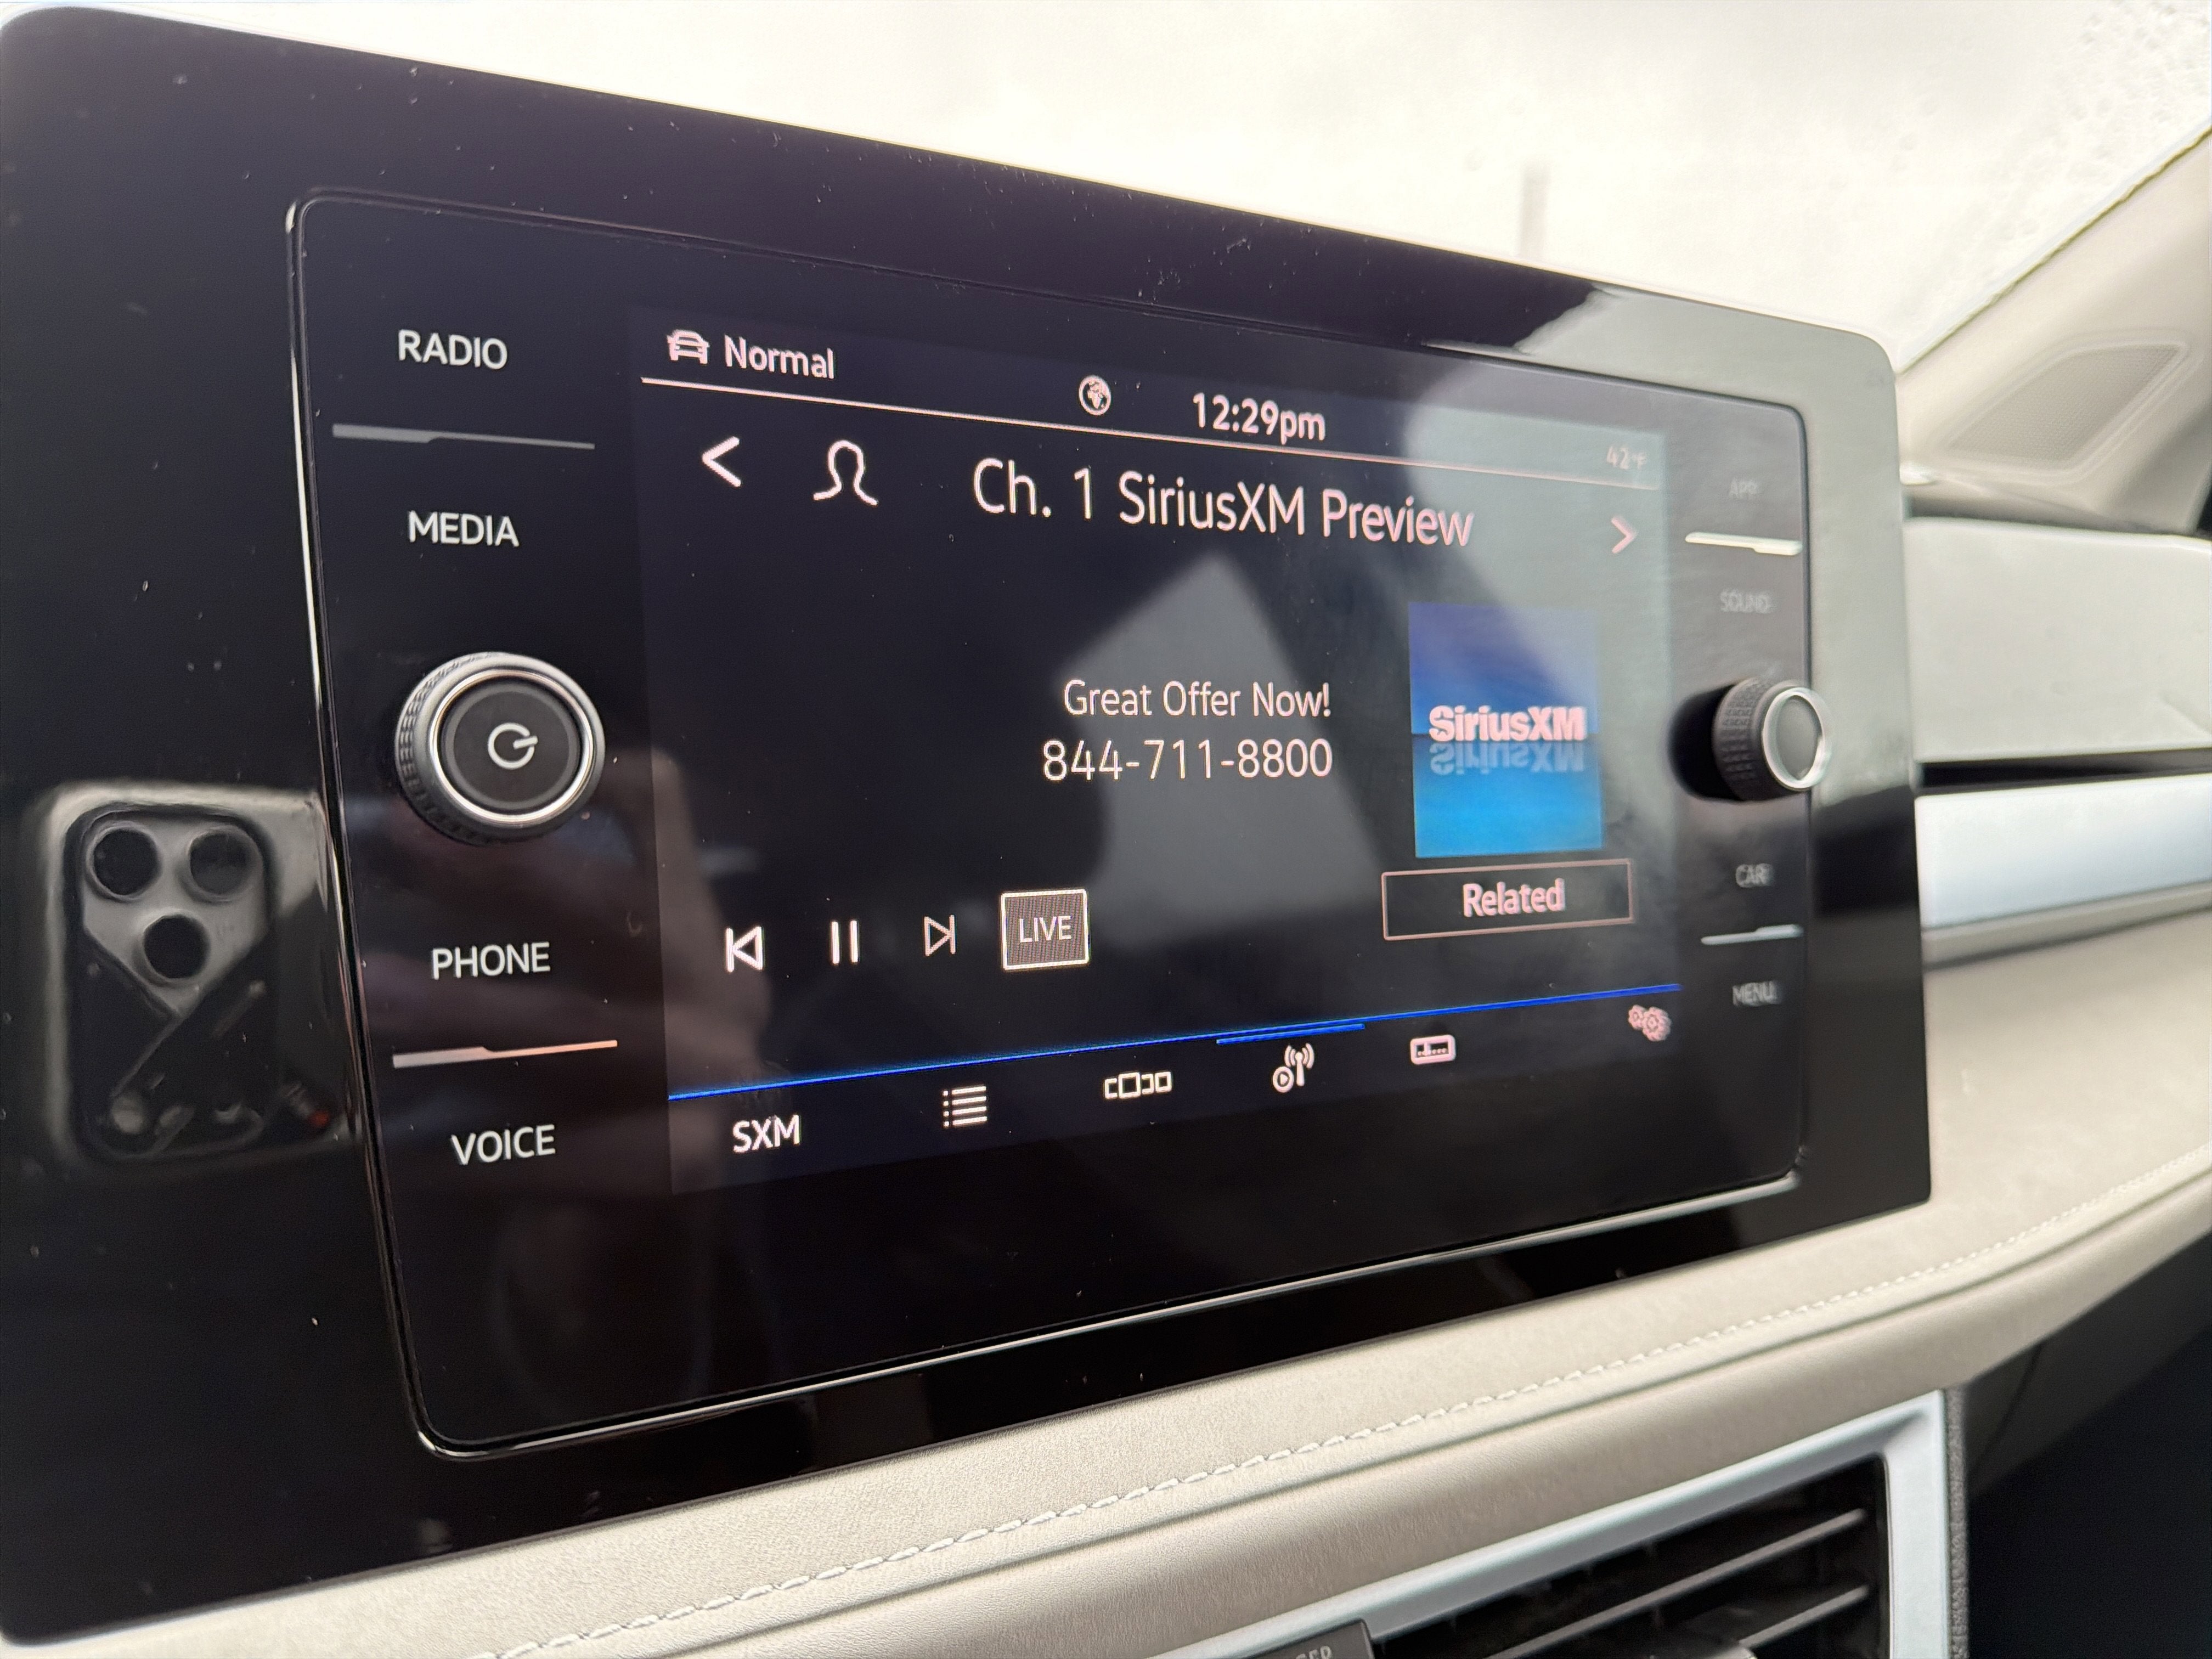 RADIO
MEDIA
PHONE
VOICE
Normal
12:29pm
42°F
Ch. 1 SiriusXM Preview
Great Offer Now!
844-711-8800
SiriusXM
LIVE
Related
SXM
APP
SOUND
CAR
MENU